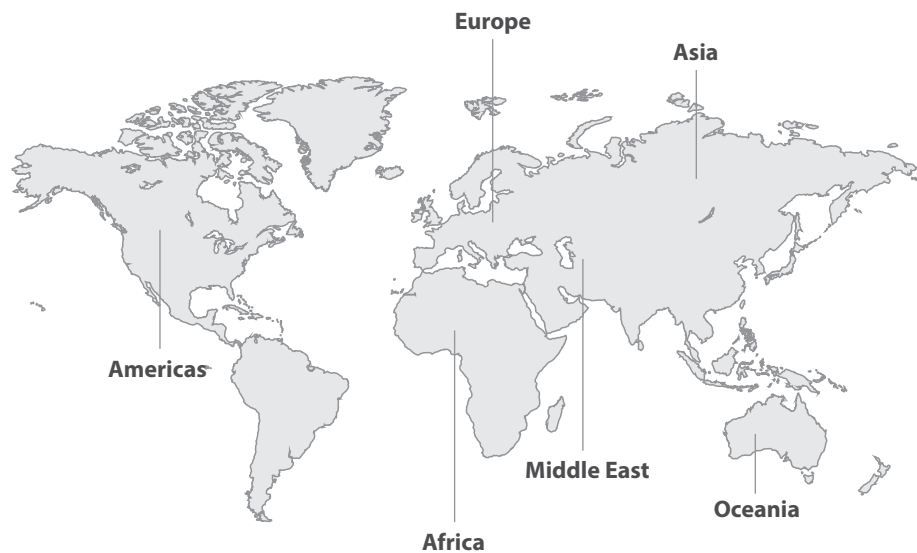 Europe
Asia
Americas
Middle East
Oceania
Africa